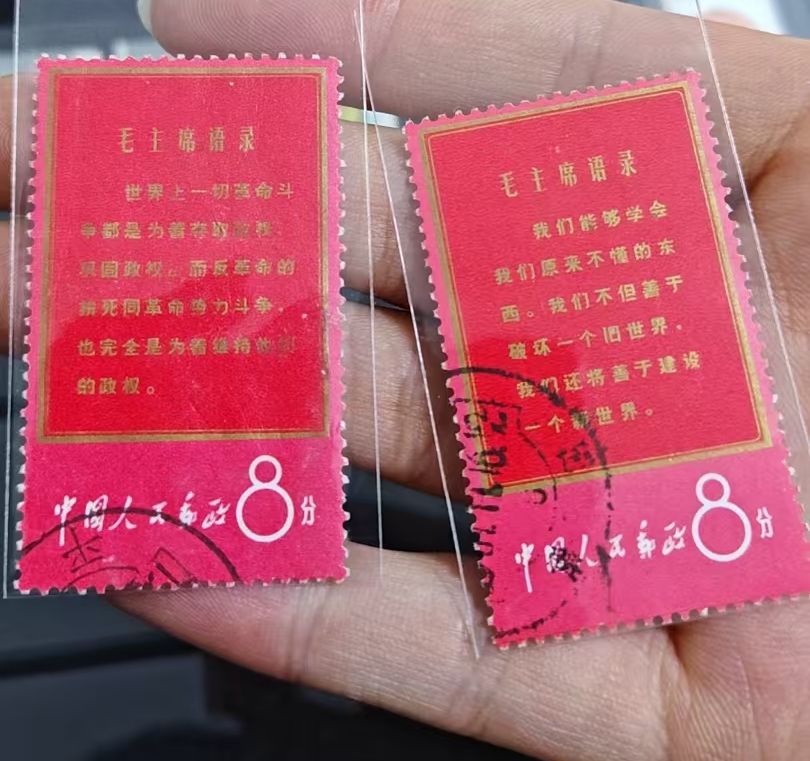 毛主席语录
世界上一切革命斗
争都是为着夺取政权，
巩固政权。而反革命的
拚死同革命势力斗争，
也完全是为着维持他们
的政权。
中国人民邮政8分
毛主席语录
我们能够学会
我们原来不懂的东
西。我们不但善于
破坏一个旧世界，
我们还将善于建设
一个新世界。
中国人民邮政8分